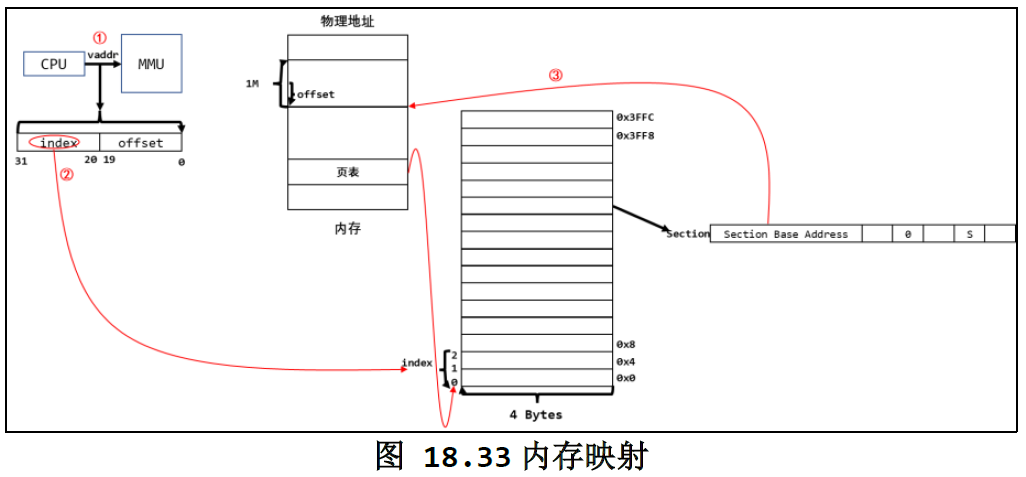 物理地址
①
vaddr
CPU
MMU
1M
offset
③
0x3FFC
0x3FF8
index
offset
31
20
19
0
②
页表
内存
Section
Section Base Address
0
S
0x8
index
2
0x4
1
0x0
0
4 Bytes
图 18.33 内存映射